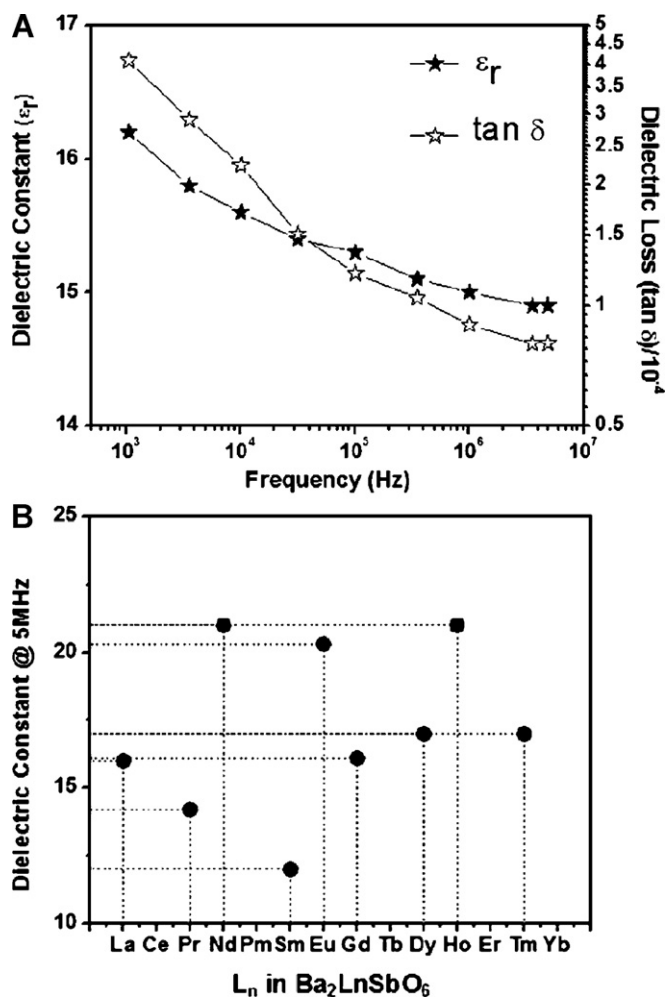 A
17
16
15
14
Dielectric Constant (εr)
5
4.5
4
3.5
3
2.5
2
1.5
1
0.5
Dielectric Loss (tan δ)/10⁻⁴
εr
tan δ
10³
10⁴
10⁵
10⁶
10⁷
Frequency (Hz)
B
25
20
15
10
Dielectric Constant @ 5MHz
La Ce Pr Nd Pm Sm Eu Gd Tb Dy Ho Er Tm Yb
Ln in Ba₂LnSbO₆